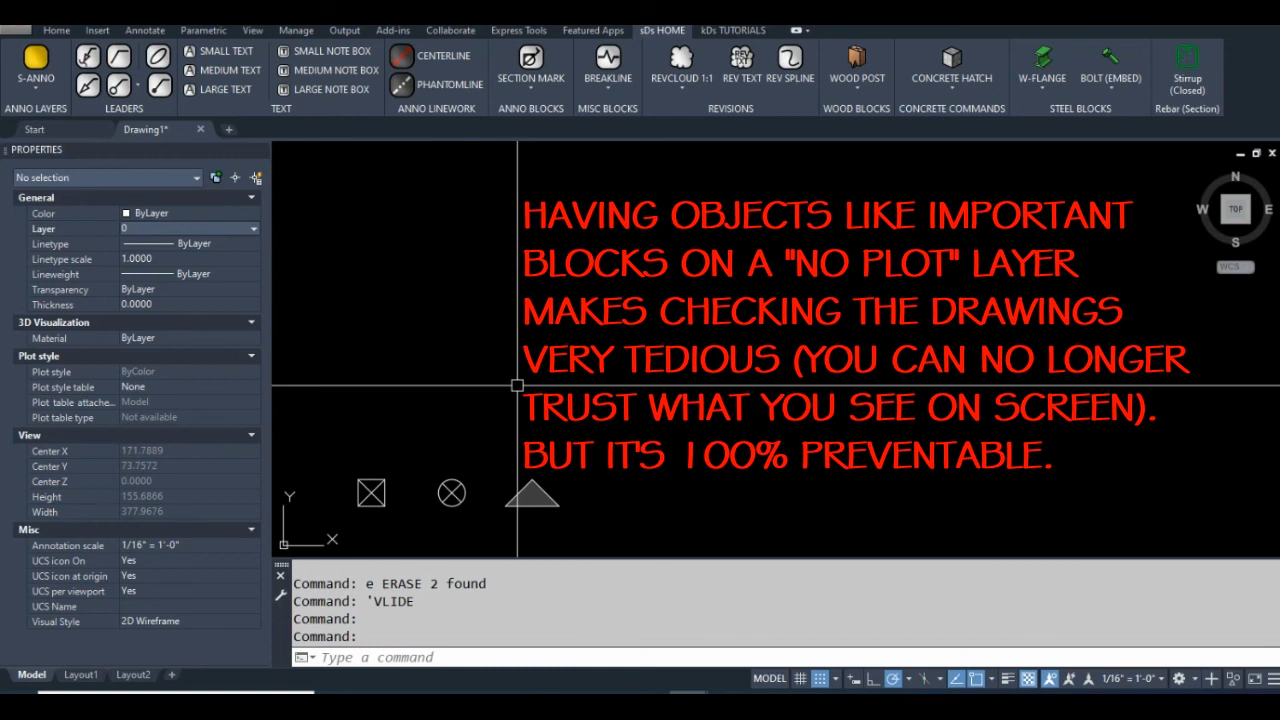 Home Insert Annotate Parametric View Manage Output Add-ins Collaborate Express Tools Featured Apps sDs HOME kDs TUTORIALS
SMALL TEXT SMALL NOTE BOX CENTERLINE
MEDIUM TEXT MEDIUM NOTE BOX PHANTOMLINE
LARGE TEXT LARGE NOTE BOX
S-ANNO SECTION MARK BREAKLINE REVCLOUD 1:1 REV TEXT REV SPLINE WOOD POST CONCRETE HATCH W-FLANGE BOLT (EMBED) Stirrup
(Closed)
ANNO LAYERS LEADERS TEXT ANNO LINEWORK ANNO BLOCKS MISC BLOCKS REVISIONS WOOD BLOCKS CONCRETE COMMANDS STEEL BLOCKS Rebar (Section)
Start Drawing1*
PROPERTIES
No selection
General
Color ByLayer
Layer 0
Linetype ByLayer
Linetype scale 1.0000
Lineweight ByLayer
Transparency ByLayer
Thickness 0.0000
3D Visualization
Material ByLayer
Plot style
Plot style ByColor
Plot style table None
Plot table attache... Model
Plot table type Not available
View
Center X 171.7889
Center Y 73.7572
Center Z 0.0000
Height 155.6866
Width 377.9676
Misc
Annotation scale 1/16" = 1'-0"
UCS icon On Yes
UCS icon at origin Yes
UCS per viewport Yes
UCS Name
Visual Style 2D Wireframe
HAVING OBJECTS LIKE IMPORTANT
BLOCKS ON A "NO PLOT" LAYER
MAKES CHECKING THE DRAWINGS
VERY TEDIOUS (YOU CAN NO LONGER
TRUST WHAT YOU SEE ON SCREEN).
BUT IT'S 100% PREVENTABLE.
N
W TOP E
S
WCS
Y
X
Command: e ERASE 2 found
Command: 'VLIDE
Command:
Command:
Type a command
Model Layout1 Layout2
MODEL 1/16" = 1'-0"